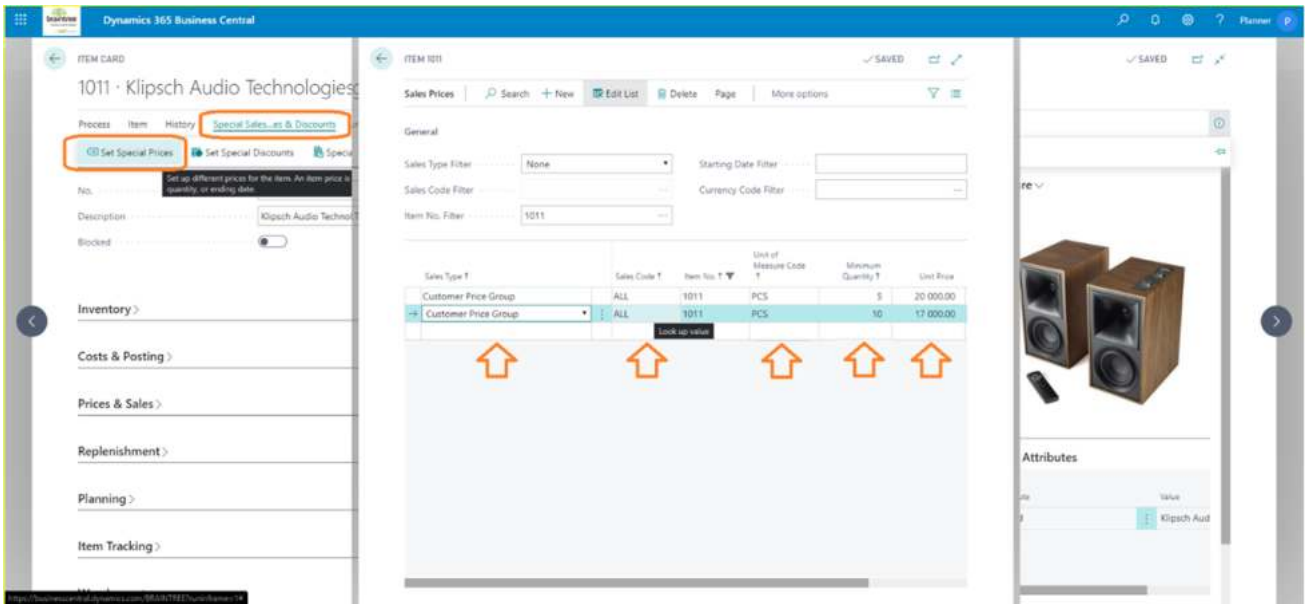 braintree
Dynamics 365 Business Central
Planner
P
ITEM CARD
1011 · Klipsch Audio Technologies
Process Item History Special Sales...es & Discounts
Set Special Prices Set Special Discounts Specia
Set up different prices for the item. An item price is
quantity, or ending date.
No.
Description Klipsch Audio Technol
Blocked
Inventory >
Costs & Posting >
Prices & Sales >
Replenishment >
Planning >
Item Tracking >
ITEM 1011 ✓ SAVED
Sales Prices Search + New Edit List Delete Page More options
General
Sales Type Filter None Starting Date Filter
Sales Code Filter Currency Code Filter
Item No. Filter 1011
Sales Type ↑ Sales Code ↑ Item No. ↑ Unit of Measure Code ↑ Minimum Quantity ↑ Unit Price
Customer Price Group ALL 1011 PCS 5 20 000.00
→ Customer Price Group ALL 1011 PCS 10 17 000.00
Look up value
✓ SAVED
re
Attributes
Value
Klipsch Aud